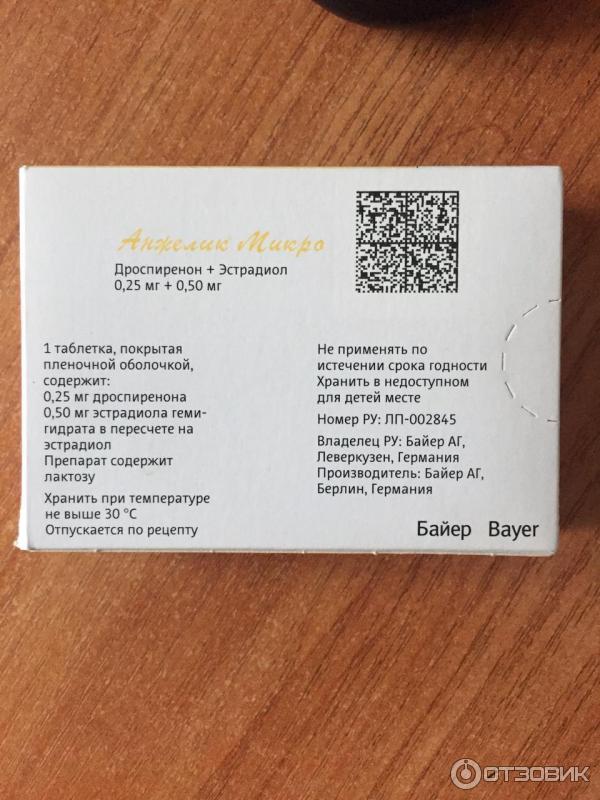 Анжелик Микро
Дроспиренон + Эстрадиол
0,25 мг + 0,50 мг
1 таблетка, покрытая
пленочной оболочкой,
содержит:
0,25 мг дроспиренона
0,50 мг эстрадиола геми-
гидрата в пересчете на
эстрадиол
Препарат содержит
лактозу
Хранить при температуре
не выше 30 °C
Отпускается по рецепту
Не применять по
истечении срока годности
Хранить в недоступном
для детей месте
Номер РУ: ЛП-002845
Владелец РУ: Байер АГ,
Леверкузен, Германия
Производитель: Байер АГ,
Берлин, Германия
Байер Bayer
ОТЗОВИК